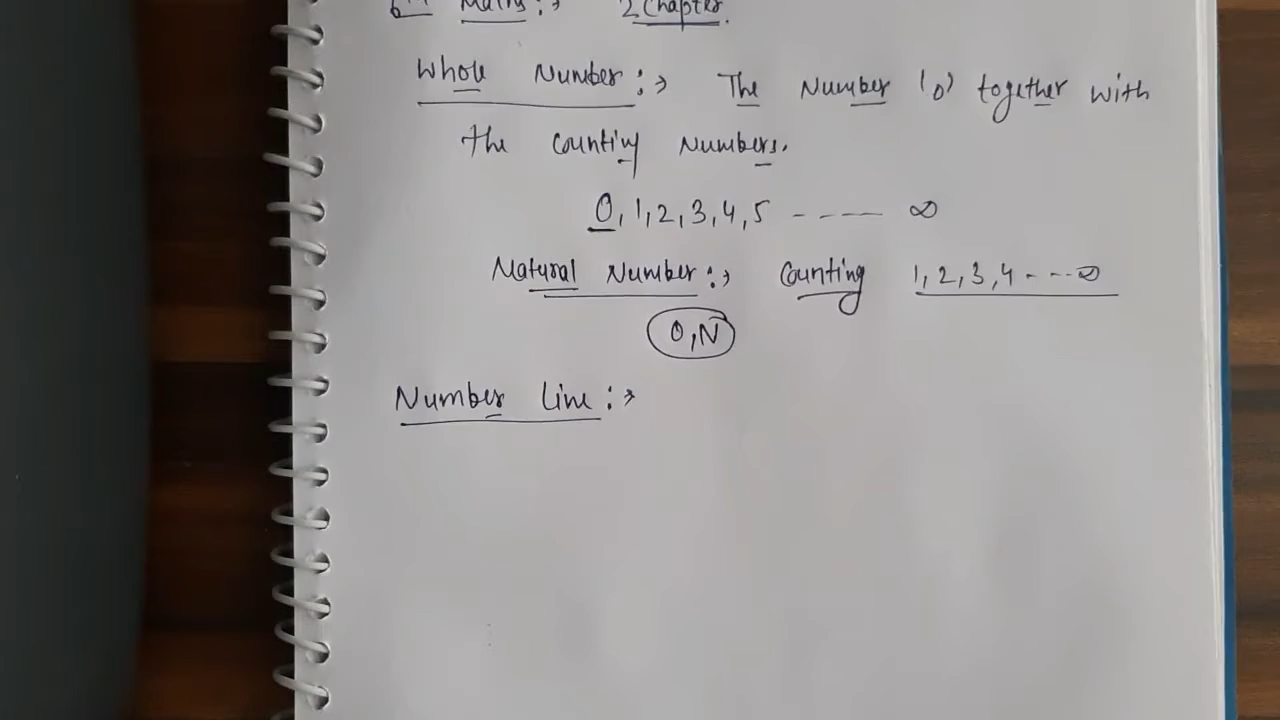 6th Maths :→ 2 Chapter.
Whole Number :→ The Number '0' together with
the counting Numbers.
0, 1, 2, 3, 4, 5 ----- ∞
Natural Number :→ Counting 1, 2, 3, 4 - - - ∞
0, N
Number Line :→